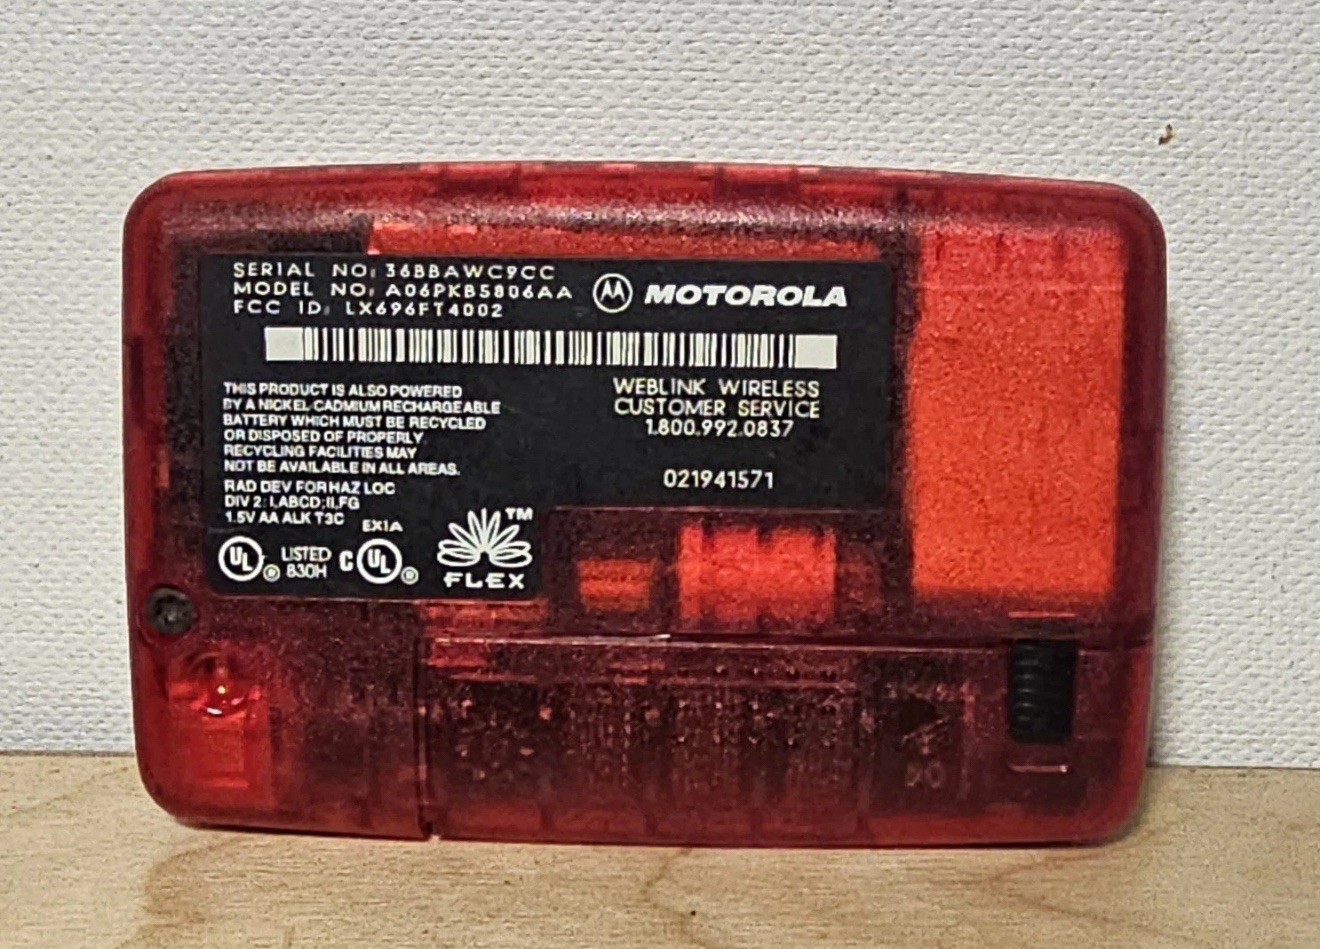 SERIAL NO: 36BBAWC9CC
MODEL NO: A06PKB5806AA
FCC ID: LX696FT4002
MOTOROLA
THIS PRODUCT IS ALSO POWERED
BY A NICKEL CADMIUM RECHARGEABLE
BATTERY WHICH MUST BE RECYCLED
OR DISPOSED OF PROPERLY
RECYCLING FACILITIES MAY
NOT BE AVAILABLE IN ALL AREAS.
WEBLINK WIRELESS
CUSTOMER SERVICE
1.800.992.0837
021941571
RAD DEV FOR HAZ LOC
DIV 2: I,ABCD;II,FG
1.5V AA ALK T3C
EX1A
UL ® LISTED
830H
C UL ®
FLEX TM